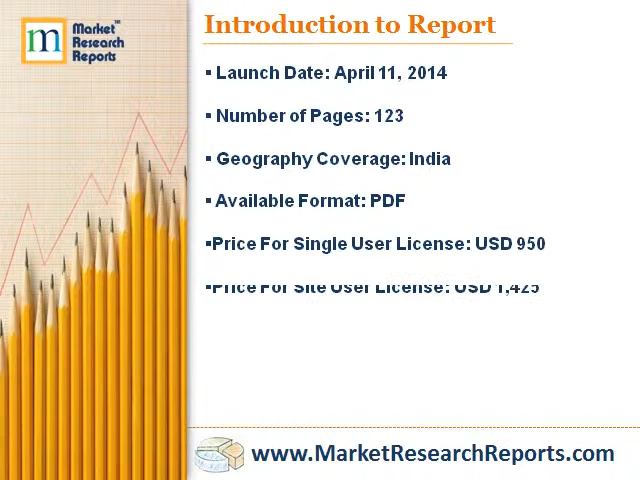 m
Market™
Research
Reports
Introduction to Report
▪ Launch Date: April 11, 2014
▪ Number of Pages: 123
▪ Geography Coverage: India
▪ Available Format: PDF
▪Price For Single User License: USD 950
▪Price For Site User License: USD 1,425
www.MarketResearchReports.com